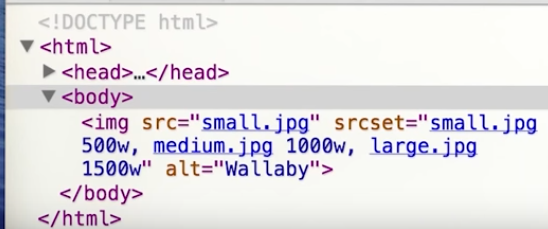 <!DOCTYPE html>
▼<html>
▶<head>…</head>
▼<body>
<img src="small.jpg" srcset="small.jpg
500w, medium.jpg 1000w, large.jpg
1500w" alt="Wallaby">
</body>
</html>